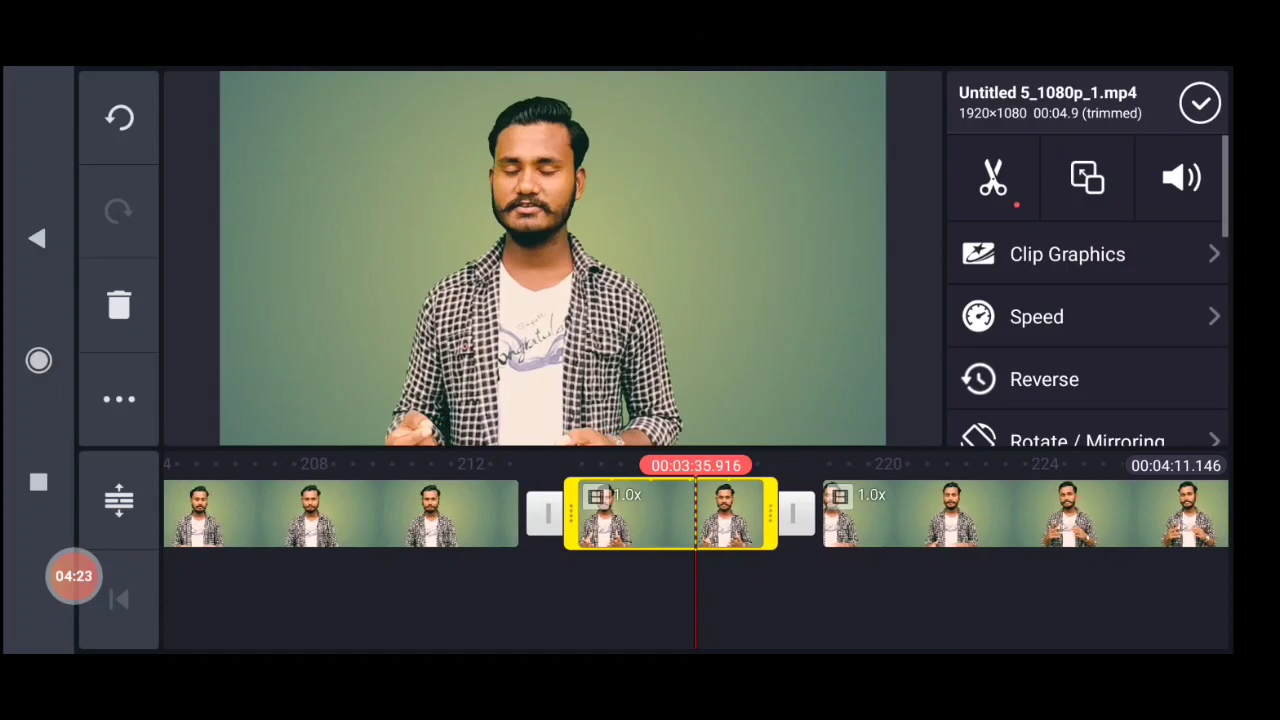 Untitled 5_1080p_1.mp4
1920×1080 00:04.9 (trimmed)
Clip Graphics
Speed
Reverse
Rotate / Mirroring
4 208 212 00:03:35.916 220 224 00:04:11.146
1.0x 1.0x
04:23